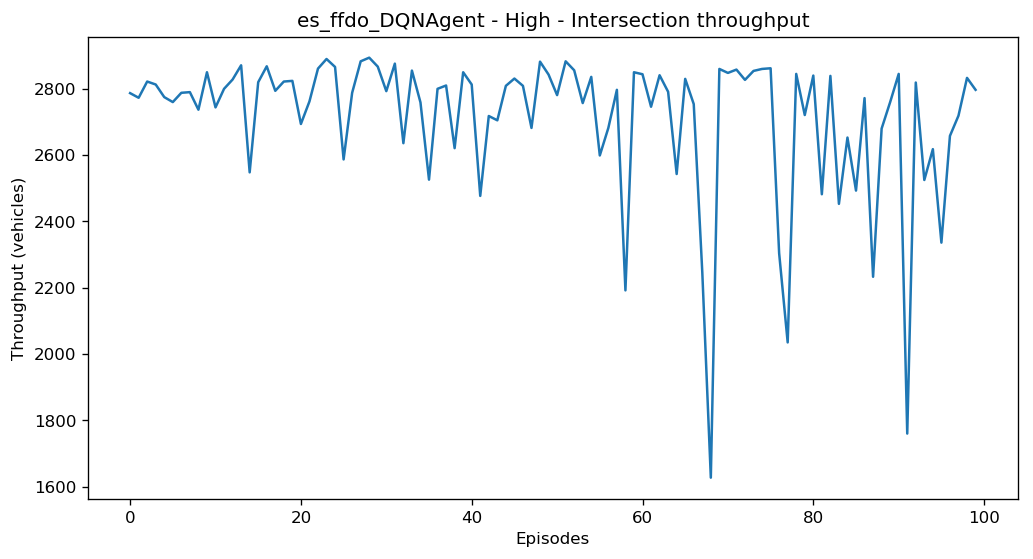 es_ffdo_DQNAgent - High - Intersection throughput
Throughput (vehicles)
2800
2600
2400
2200
2000
1800
1600
0 20 40 60 80 100
Episodes